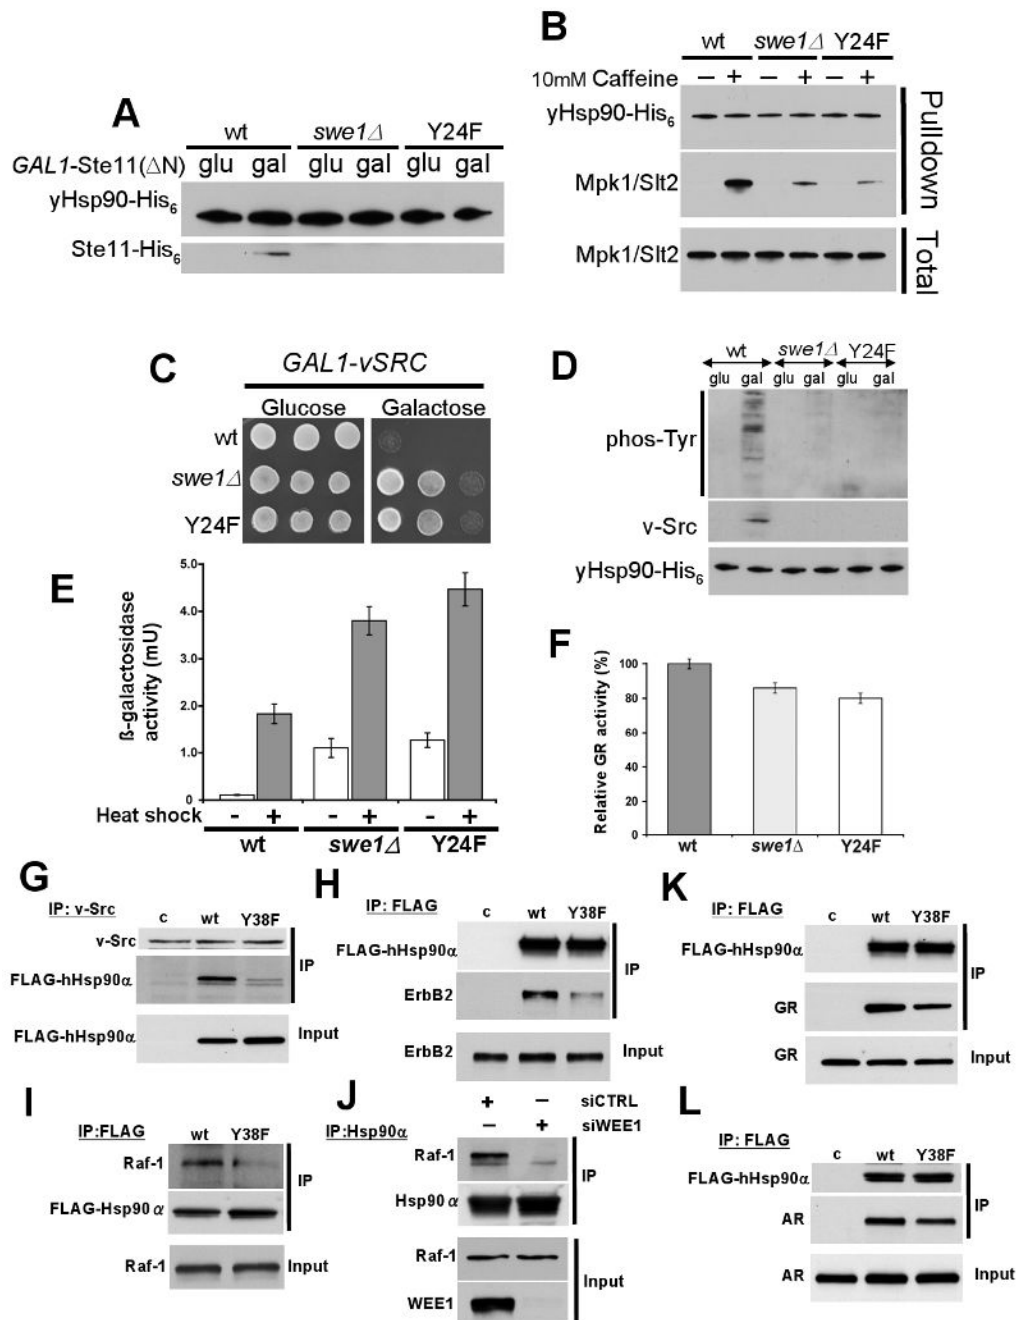 A
wt swe1Δ Y24F
GAL1-Ste11(ΔN) glu gal glu gal glu gal
yHsp90-His6
Ste11-His6
B
wt swe1Δ Y24F
10mM Caffeine – + – + – +
yHsp90-His6
Mpk1/Slt2
Pulldown
Mpk1/Slt2
Total
C
GAL1-vSRC
Glucose Galactose
wt
swe1Δ
Y24F
D
wt swe1Δ Y24F
glu gal glu gal glu gal
phos-Tyr
v-Src
yHsp90-His6
E
ß-galactosidase
activity (mU)
5.0
4.0
3.0
2.0
1.0
0
Heat shock - + - + - +
wt swe1Δ Y24F
F
Relative GR activity (%)
100
80
60
40
20
0
wt swe1Δ Y24F
G
IP: v-Src c wt Y38F
v-Src
FLAG-hHsp90α
IP
FLAG-hHsp90α
Input
H
IP: FLAG c wt Y38F
FLAG-hHsp90α
ErbB2
IP
ErbB2
Input
K
IP: FLAG c wt Y38F
FLAG-hHsp90α
GR
IP
GR
Input
I
IP:FLAG wt Y38F
Raf-1
FLAG-Hsp90α
IP
Raf-1
Input
J
+ – siCTRL
– + siWEE1
IP:Hsp90α
Raf-1
Hsp90α
IP
Raf-1
WEE1
Input
L
IP: FLAG c wt Y38F
FLAG-hHsp90α
AR
IP
AR
Input